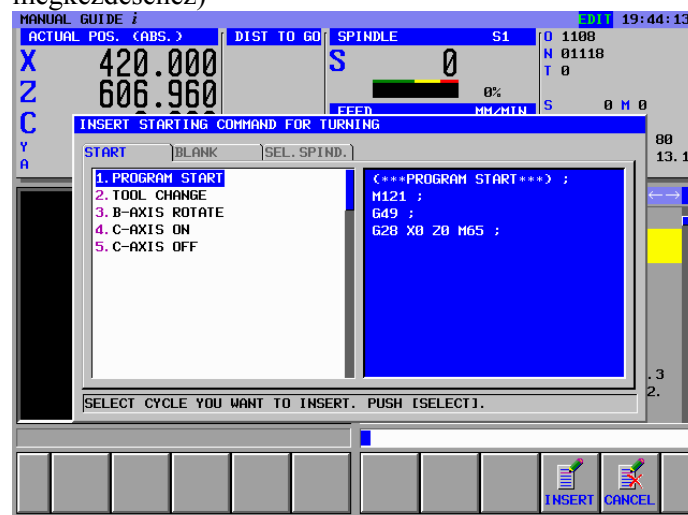 megkezdéséhez)
MANUAL GUIDE i EDIT 19:44:13
ACTUAL POS. (ABS.) DIST TO GO SPINDLE S1 O 1108
X 420.000 S 0 N 01118
T 0
Z 606.960 0% S 0 M 0
FEED MM/MIN
C
INSERT STARTING COMMAND FOR TURNING
Y 80
A 13.1
START BLANK SEL.SPIND.
1.PROGRAM START
2.TOOL CHANGE
3.B-AXIS ROTATE
4.C-AXIS ON
5.C-AXIS OFF
(***PROGRAM START***) ;
M121 ;
G49 ;
G28 X0 Z0 M65 ;
←→
.3
2.
SELECT CYCLE YOU WANT TO INSERT. PUSH [SELECT].
INSERT CANCEL